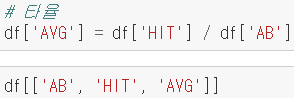 # 타율
df['AVG'] = df['HIT'] / df['AB']
df[['AB', 'HIT', 'AVG']]